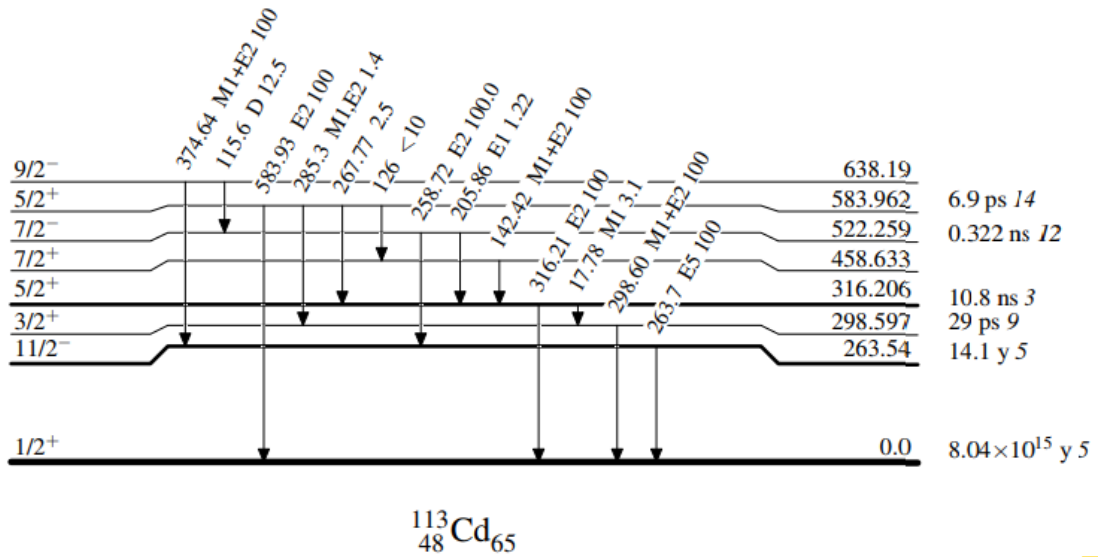 374.64 M1+E2 100
115.6 D 12.5
583.93 E2 100
285.3 M1,E2 1.4
267.77 2.5
126 <10
258.72 E2 100.0
205.86 E1 1.22
142.42 M1+E2 100
316.21 E2 100
17.78 M1 3.1
298.60 M1+E2 100
263.7 E5 100
9/2⁻ 638.19
5/2⁺ 583.962 6.9 ps 14
7/2⁻ 522.259 0.322 ns 12
7/2⁺ 458.633
5/2⁺ 316.206 10.8 ns 3
3/2⁺ 298.597 29 ps 9
11/2⁻ 263.54 14.1 y 5
1/2⁺ 0.0 8.04×10¹⁵ y 5
¹¹³₄₈Cd₆₅